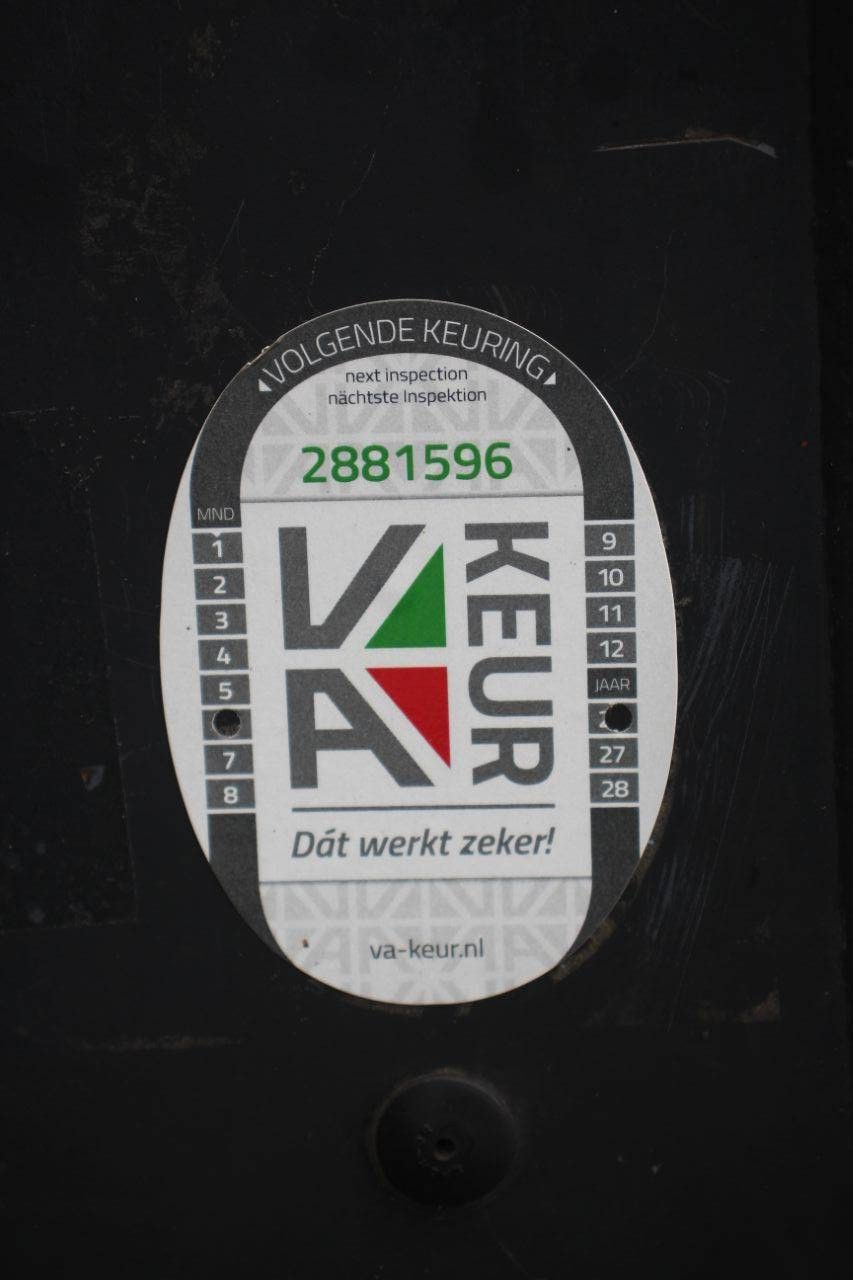 VOLGENDE KEURING
next inspection
nächtste Inspektion
2881596
MND
1
2
3
4
5
7
8
VA
KEUR
9
10
11
12
JAAR
27
28
Dát werkt zeker!
va-keur.nl